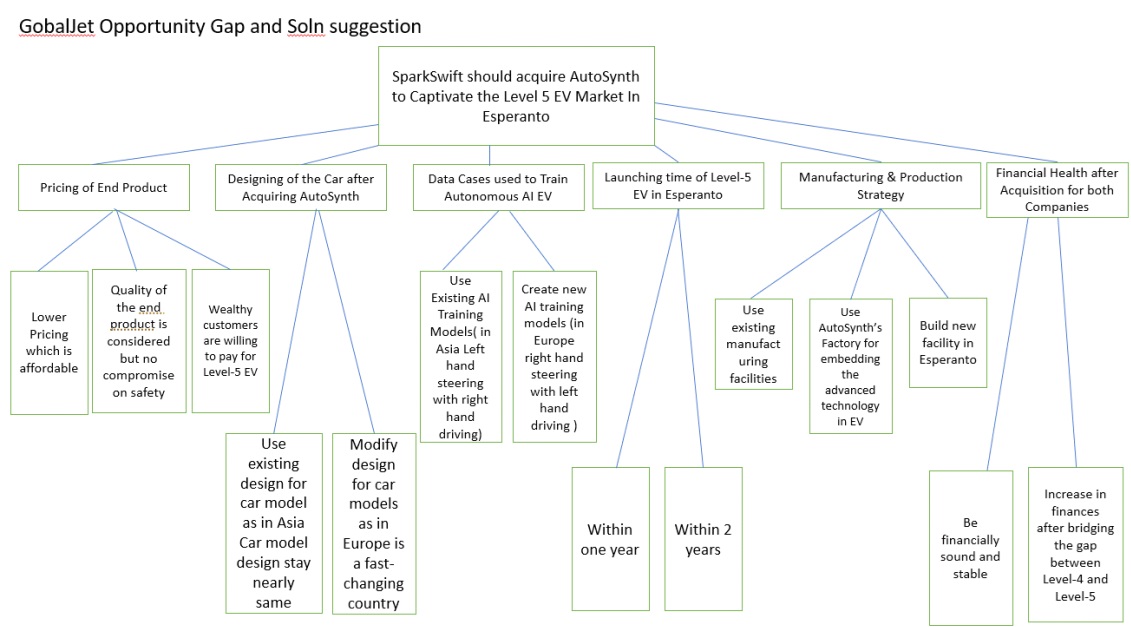 GobalJet Opportunity Gap and Soln suggestion
SparkSwift should acquire AutoSynth
to Captivate the Level 5 EV Market In
Esperanto
Pricing of End Product
Designing of the Car after
Acquiring AutoSynth
Data Cases used to Train
Autonomous AI EV
Launching time of Level-5
EV in Esperanto
Manufacturing & Production
Strategy
Financial Health after
Acquisition for both
Companies
Lower
Pricing
which is
affordable
Quality of
the end
product is
considered
but no
compromise
on safety
Wealthy
customers
are willing
to pay for
Level-5 EV
Use
existing
design for
car model
as in Asia
Car model
design stay
nearly
same
Modify
design
for car
models
as in
Europe is
a fast-
changing
country
Use
Existing AI
Training
Models( in
Asia Left
hand
steering
with right
hand
driving)
Create new
AI training
models (in
Europe
right hand
steering
with left
hand
driving )
Within
one year
Within 2
years
Use
existing
manufact
uring
facilities
Use
AutoSynth's
Factory for
embedding
the
advanced
technology
in EV
Build new
facility in
Esperanto
Be
financially
sound and
stable
Increase in
finances
after bridging
the gap
between
Level-4 and
Level-5